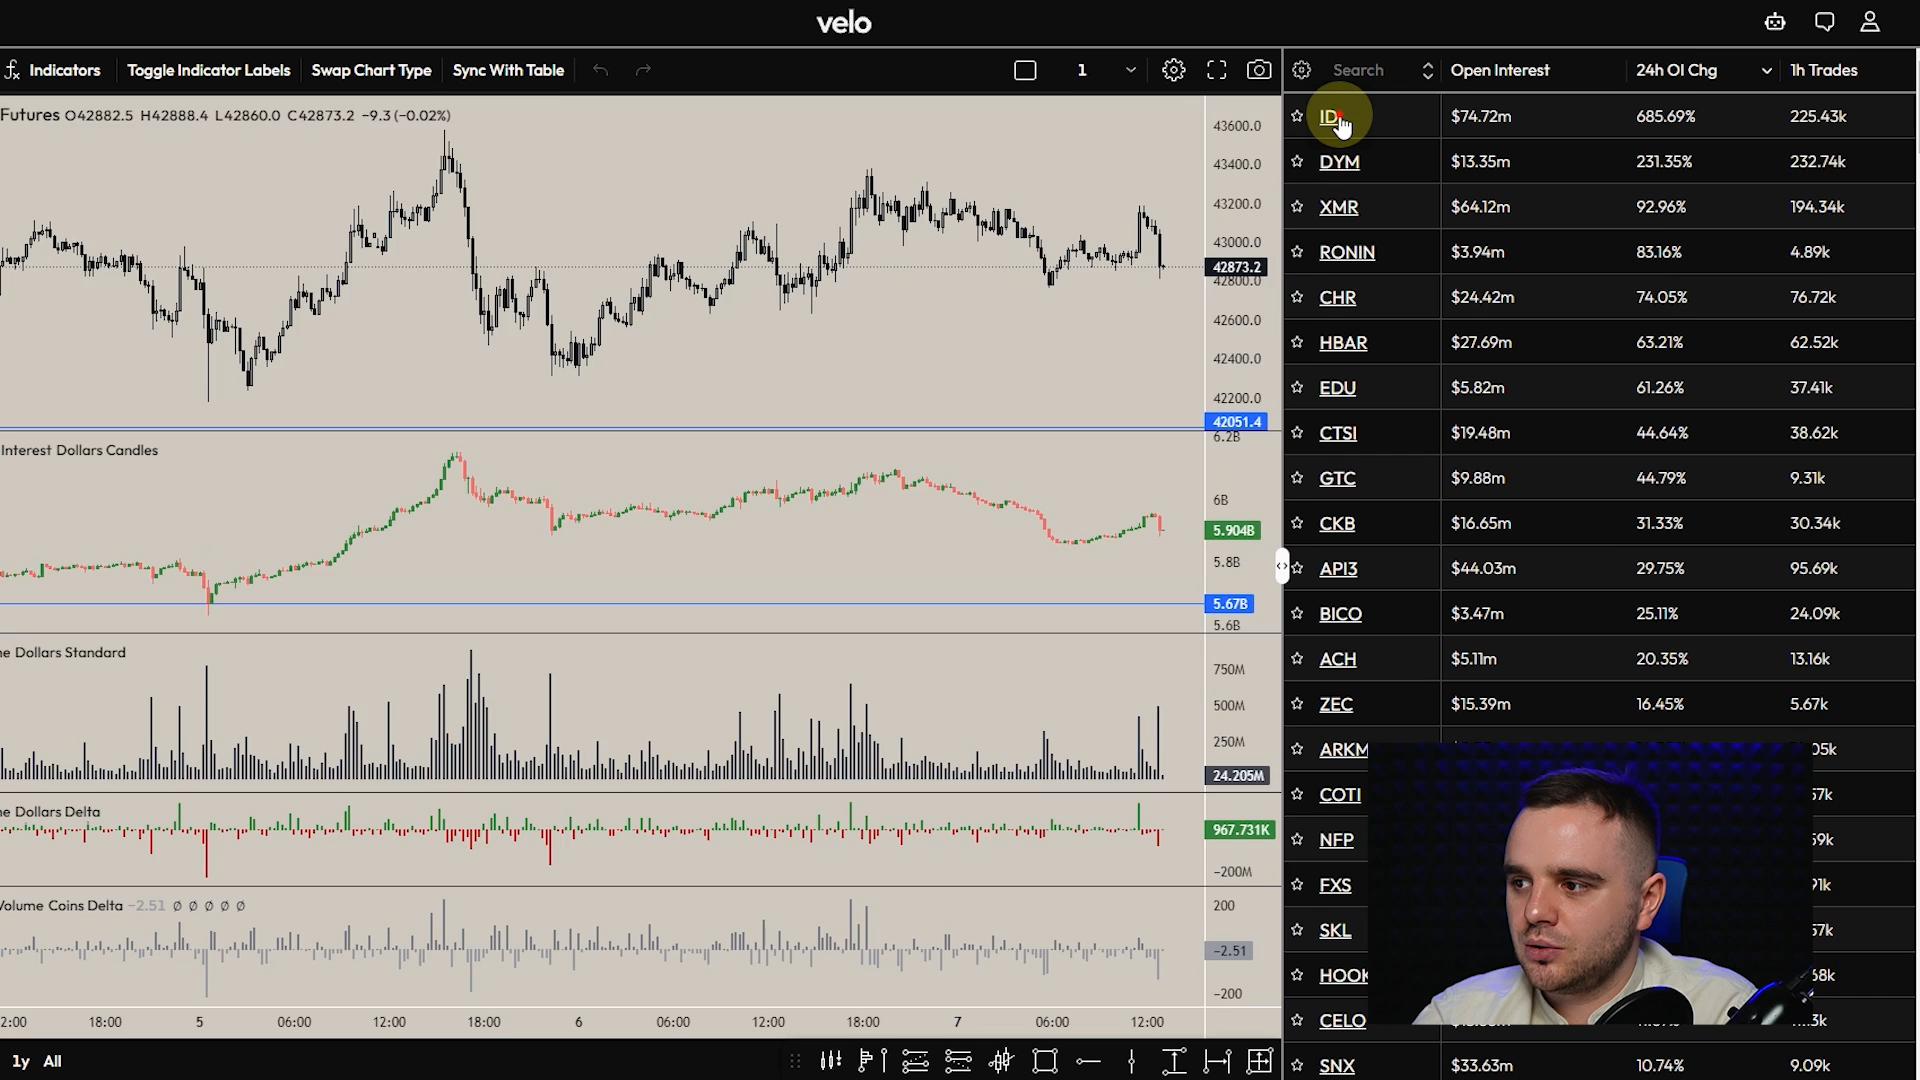 velo
Indicators Toggle Indicator Labels Swap Chart Type Sync With Table 1
Search Open Interest 24h OI Chg 1h Trades
Futures O42882.5 H42888.4 L42860.0 C42873.2 −9.3 (−0.02%)
43600.0
43400.0
43200.0
43000.0
42873.2
42800.0
42600.0
42400.0
42200.0
42051.4
Interest Dollars Candles
6.2B
6B
5.904B
5.8B
5.67B
5.6B
ne Dollars Standard
750M
500M
250M
24.205M
ne Dollars Delta
967.731K
−200M
Volume Coins Delta −2.51 ∅ ∅ ∅ ∅ ∅
200
−2.51
−200
2:00 18:00 5 06:00 12:00 18:00 6 06:00 12:00 18:00 7 06:00 12:00
1y All
ID $74.72m 685.69% 225.43k
DYM $13.35m 231.35% 232.74k
XMR $64.12m 92.96% 194.34k
RONIN $3.94m 83.16% 4.89k
CHR $24.42m 74.05% 76.72k
HBAR $27.69m 63.21% 62.52k
EDU $5.82m 61.26% 37.41k
CTSI $19.48m 44.64% 38.62k
GTC $9.88m 44.79% 9.31k
CKB $16.65m 31.33% 30.34k
API3 $44.03m 29.75% 95.69k
BICO $3.47m 25.11% 24.09k
ACH $5.11m 20.35% 13.16k
ZEC $15.39m 16.45% 5.67k
ARKM 05k
COTI 57k
NFP 59k
FXS 91k
SKL 57k
HOOK 68k
CELO 3k
SNX $33.63m 10.74% 9.09k